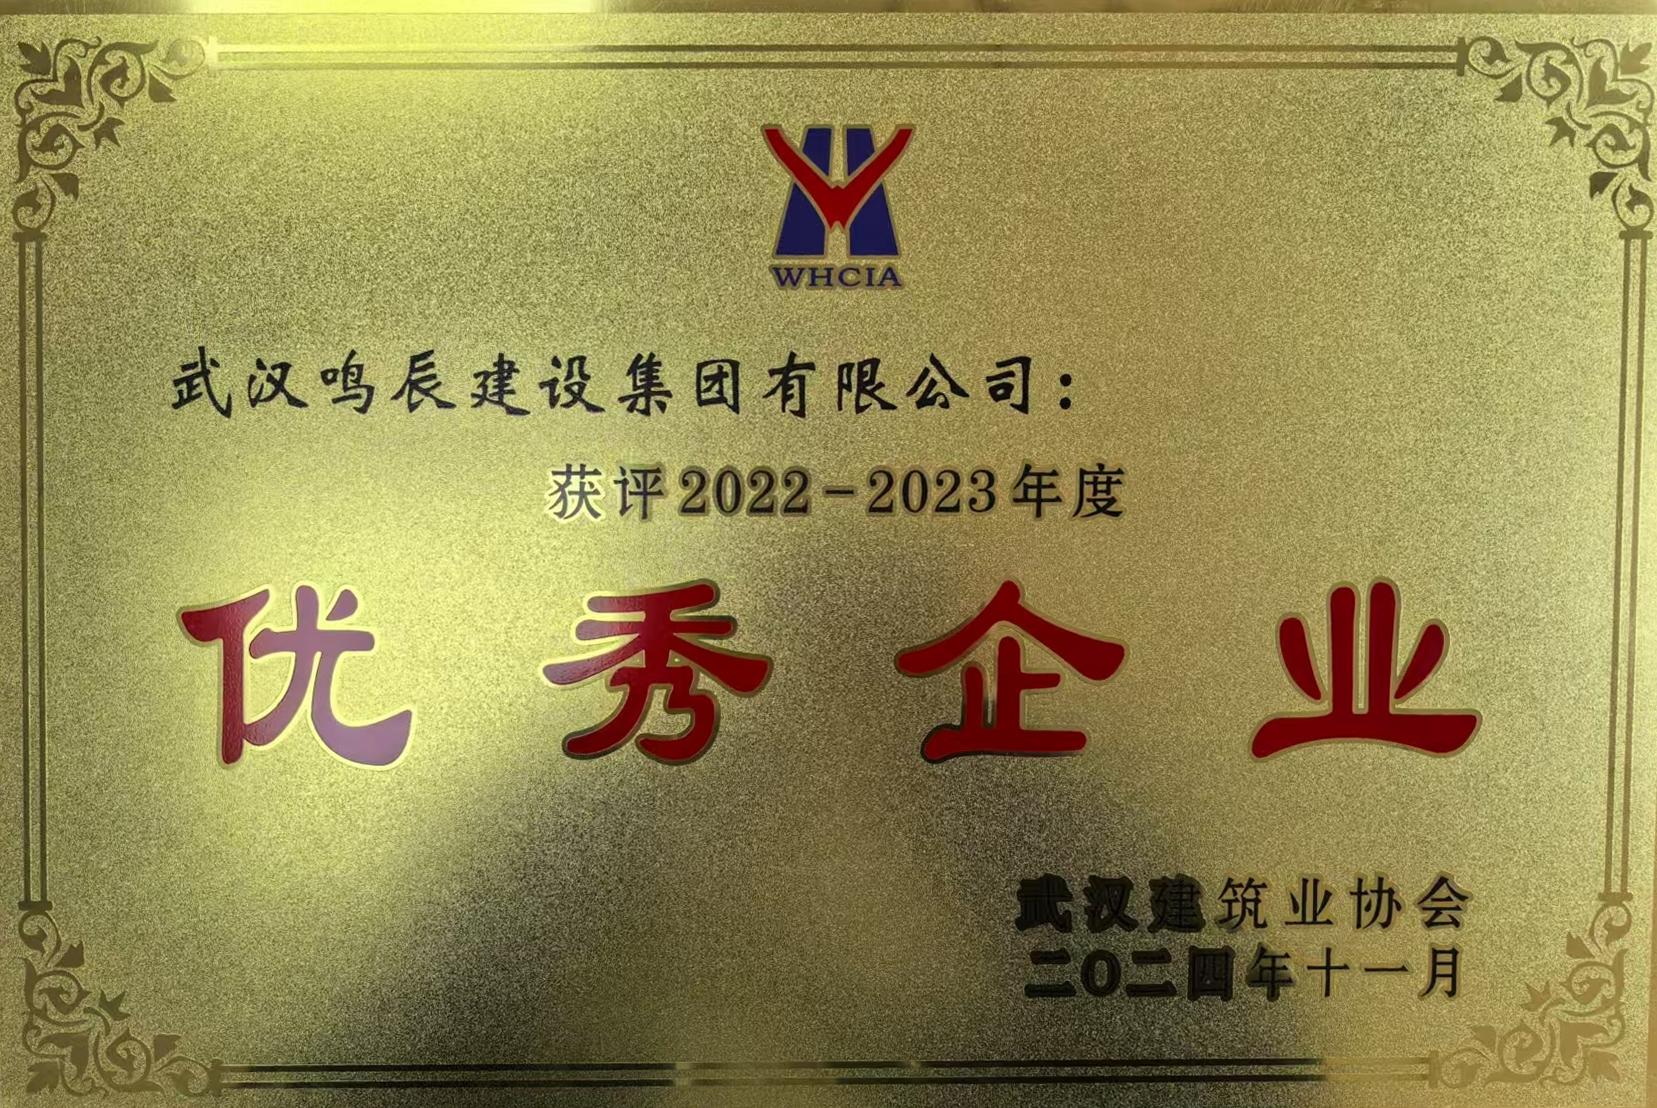 WHCIA
武汉鸣辰建设集团有限公司：
获评2022-2023年度
优秀企业
武汉建筑业协会
二〇二四年十一月